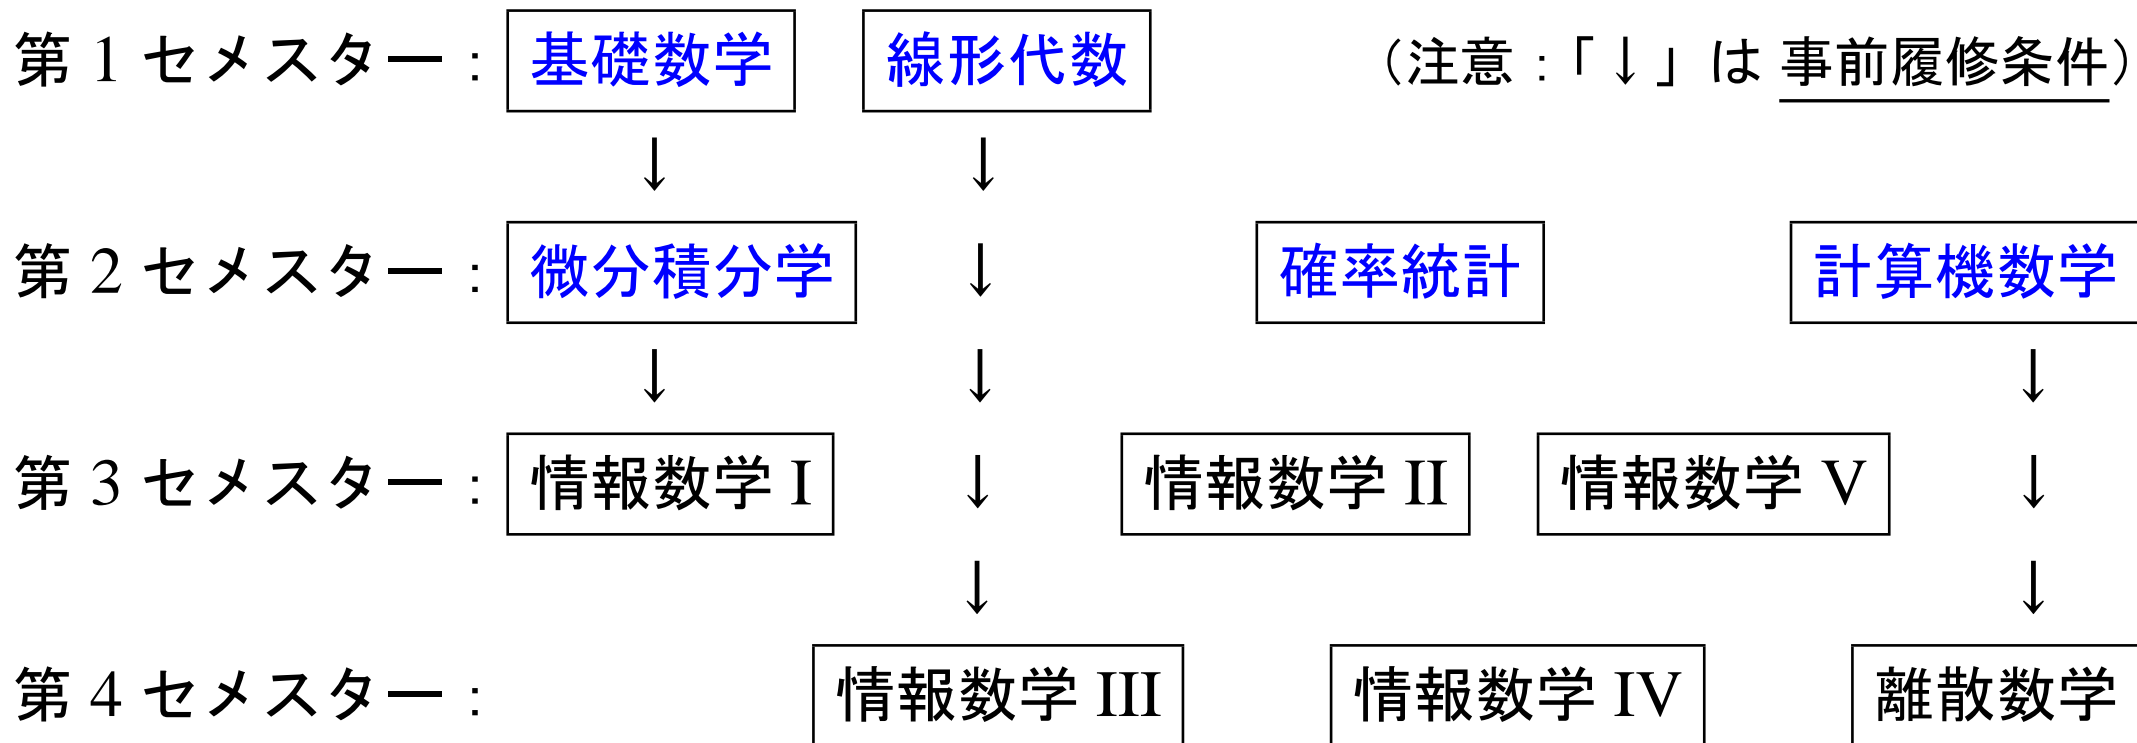 第 1 セメスター : 基礎数学 線形代数 (注意 :「↓」は 事前履修条件)
↓ ↓
第 2 セメスター : 微分積分学 ↓ 確率統計 計算機数学
↓ ↓ ↓
第 3 セメスター : 情報数学 I ↓ 情報数学 II 情報数学 V ↓
↓ ↓
第 4 セメスター : 情報数学 III 情報数学 IV 離散数学